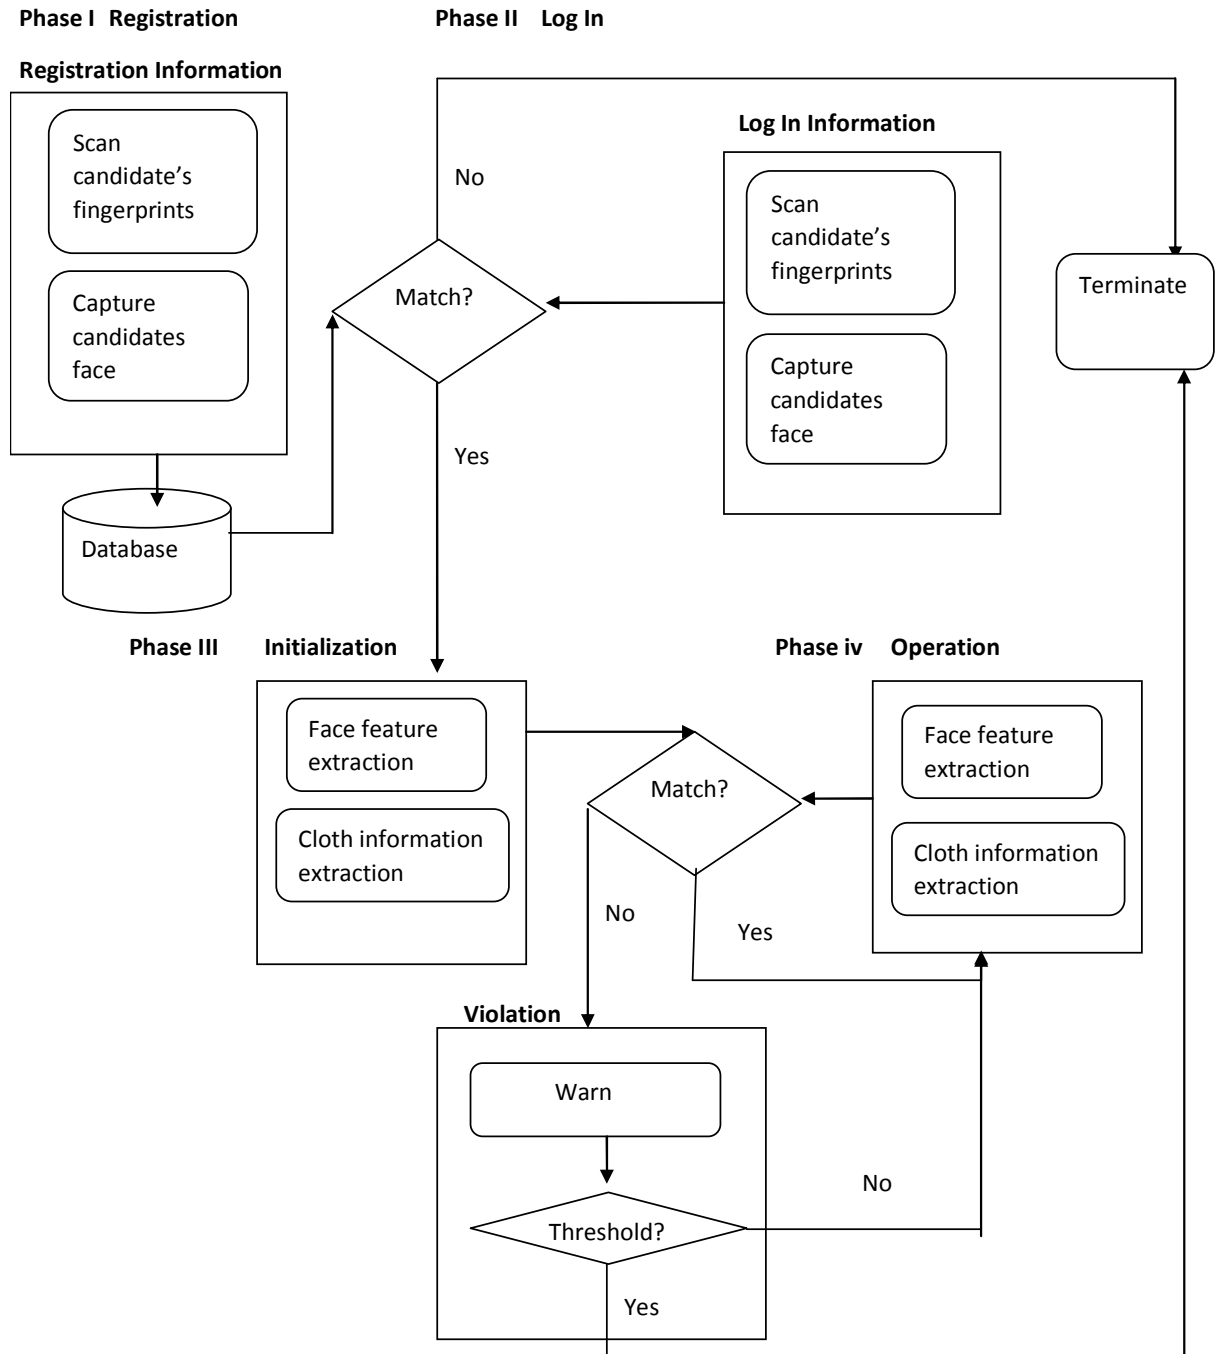 Phase I Registration
Phase II Log In
Registration Information
Scan
candidate's
fingerprints
Capture
candidates
face
Database
No
Match?
Yes
Log In Information
Scan
candidate's
fingerprints
Capture
candidates
face
Terminate
Phase III Initialization
Face feature
extraction
Cloth information
extraction
Match?
No
Yes
Phase iv Operation
Face feature
extraction
Cloth information
extraction
Violation
Warn
Threshold?
No
Yes